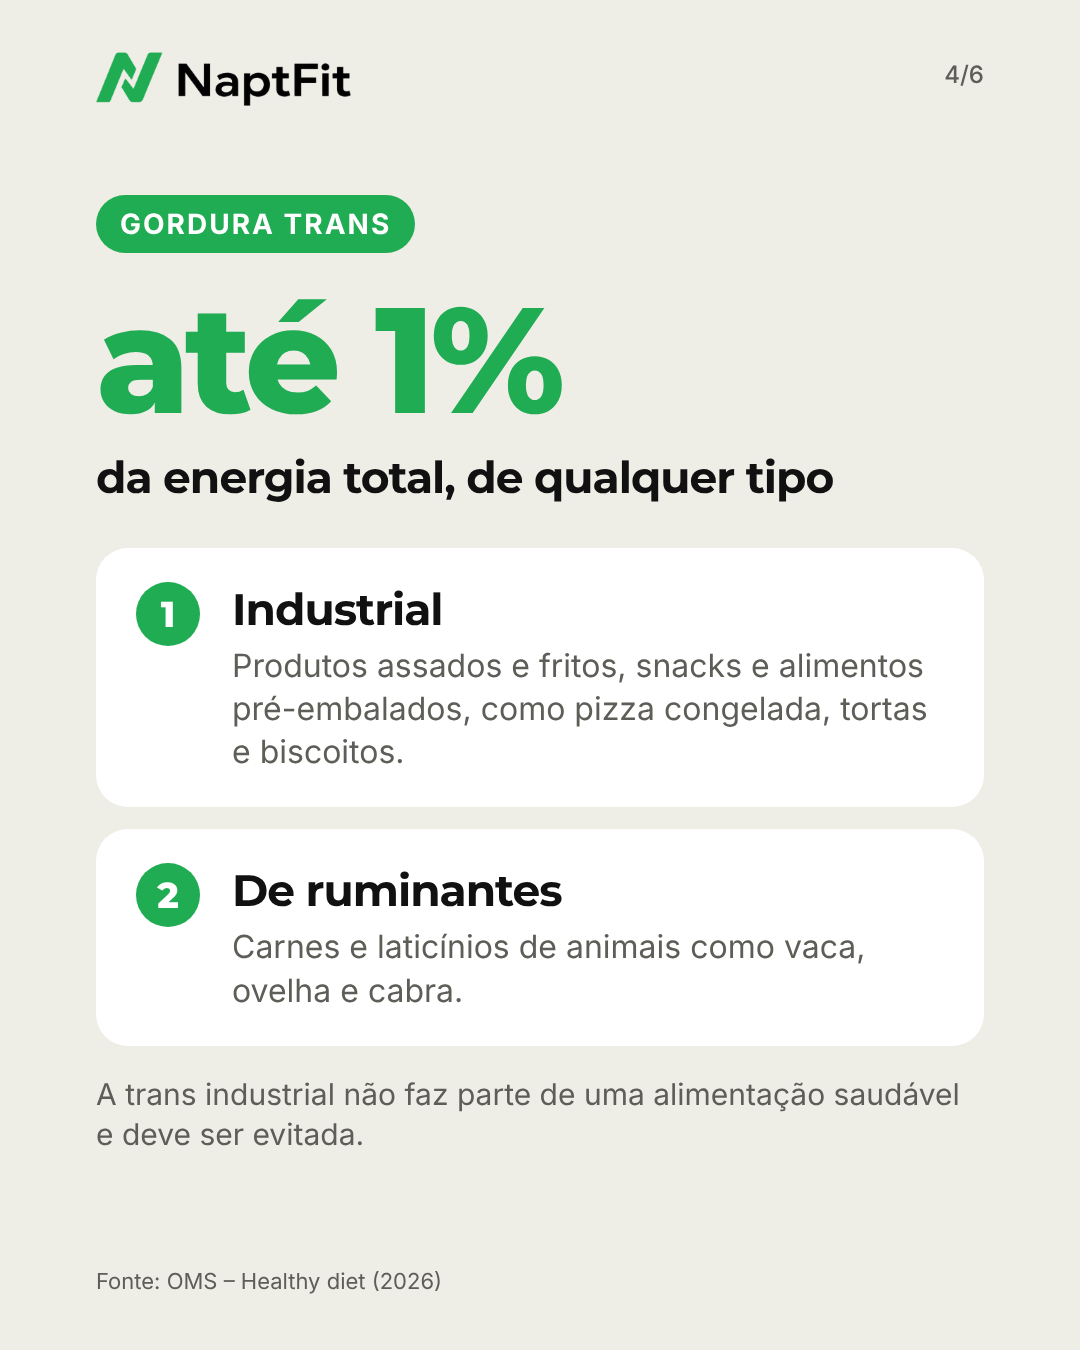 NaptFit
4/6
GORDURA TRANS
até 1%
da energia total, de qualquer tipo
1
Industrial
Produtos assados e fritos, snacks e alimentos
pré-embalados, como pizza congelada, tortas
e biscoitos.
2
De ruminantes
Carnes e laticínios de animais como vaca,
ovelha e cabra.
A trans industrial não faz parte de uma alimentação saudável
e deve ser evitada.
Fonte: OMS – Healthy diet (2026)